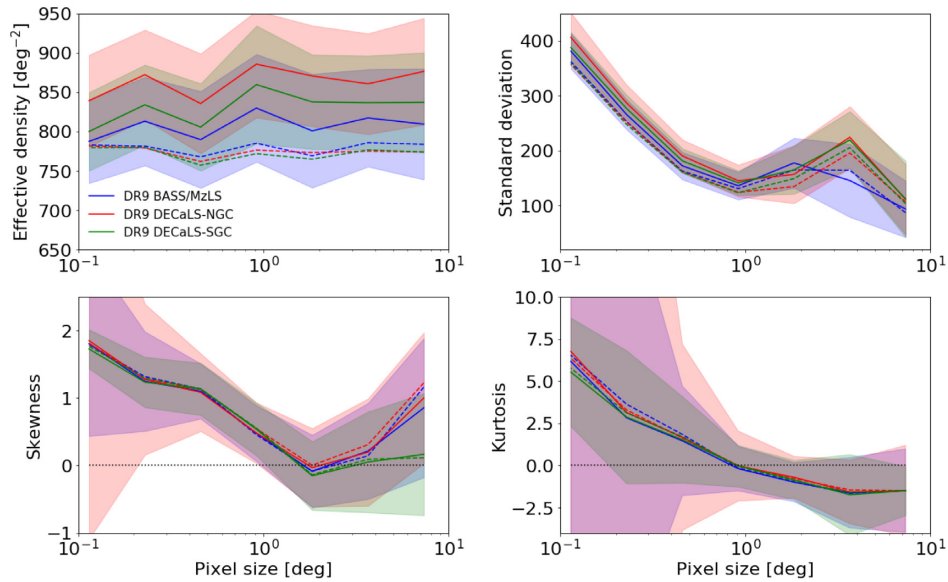 950
900
850
800
750
700
650
Effective density [deg⁻²]
DR9 BASS/MzLS
DR9 DECaLS-NGC
DR9 DECaLS-SGC
10⁻¹ 10⁰ 10¹
400
300
200
100
Standard deviation
10⁻¹ 10⁰ 10¹
2
1
0
−1
Skewness
10⁻¹ 10⁰ 10¹
Pixel size [deg]
10.0
7.5
5.0
2.5
0.0
−2.5
Kurtosis
10⁻¹ 10⁰ 10¹
Pixel size [deg]